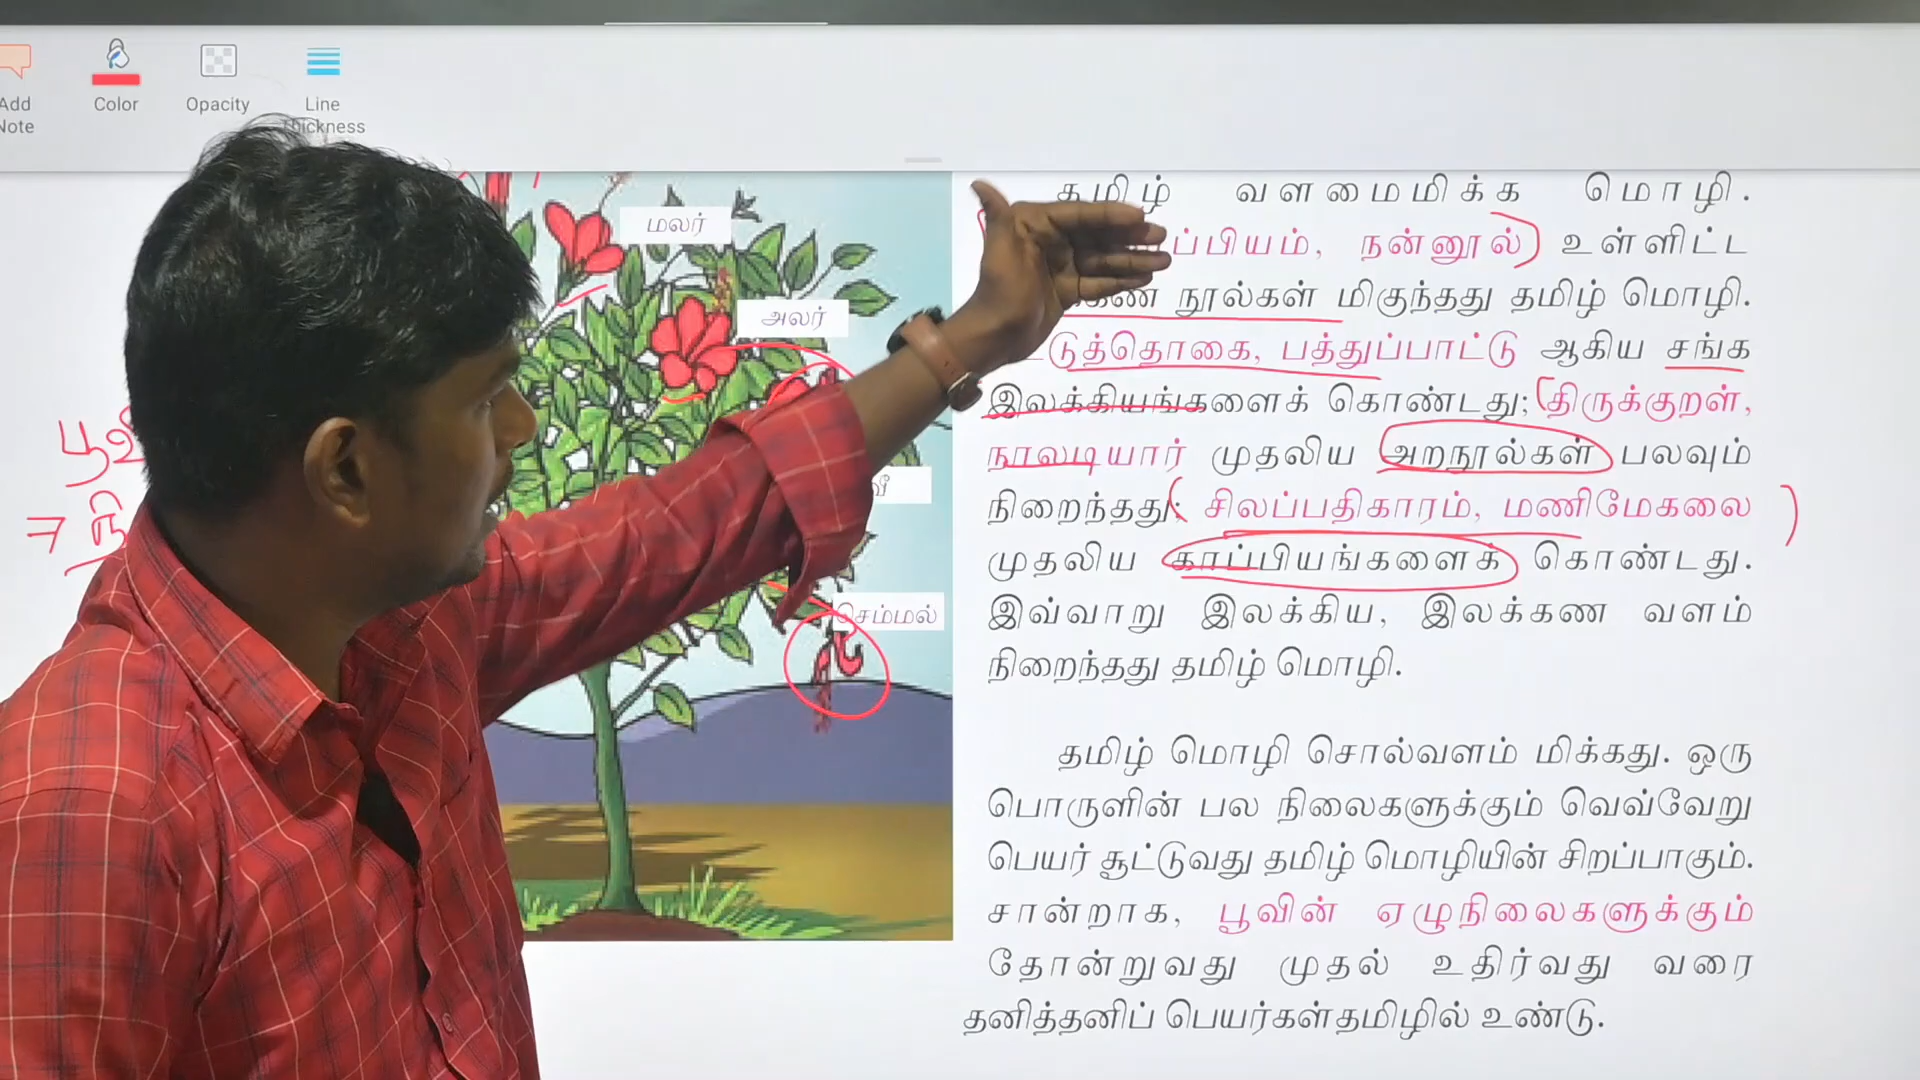 Add
Note
Color
Opacity
Line
Thickness
மலர்
அலர்
வீ
செம்மல்
தமிழ் வளமைமிக்க மொழி.
ப்பியம், நன்னூல் உள்ளிட்ட
நூல்கள் மிகுந்தது தமிழ் மொழி.
டுத்தொகை, பத்துப்பாட்டு ஆகிய சங்க
இலக்கியங்களைக் கொண்டது; திருக்குறள்,
நாலடியார் முதலிய அறநூல்கள் பலவும்
நிறைந்தது; சிலப்பதிகாரம், மணிமேகலை
முதலிய காப்பியங்களைக் கொண்டது.
இவ்வாறு இலக்கிய, இலக்கண வளம்
நிறைந்தது தமிழ் மொழி.
தமிழ் மொழி சொல்வளம் மிக்கது. ஒரு
பொருளின் பல நிலைகளுக்கும் வெவ்வேறு
பெயர் சூட்டுவது தமிழ் மொழியின் சிறப்பாகும்.
சான்றாக, பூவின் ஏழுநிலைகளுக்கும்
தோன்றுவது முதல் உதிர்வது வரை
தனித்தனிப் பெயர்கள்தமிழில் உண்டு.